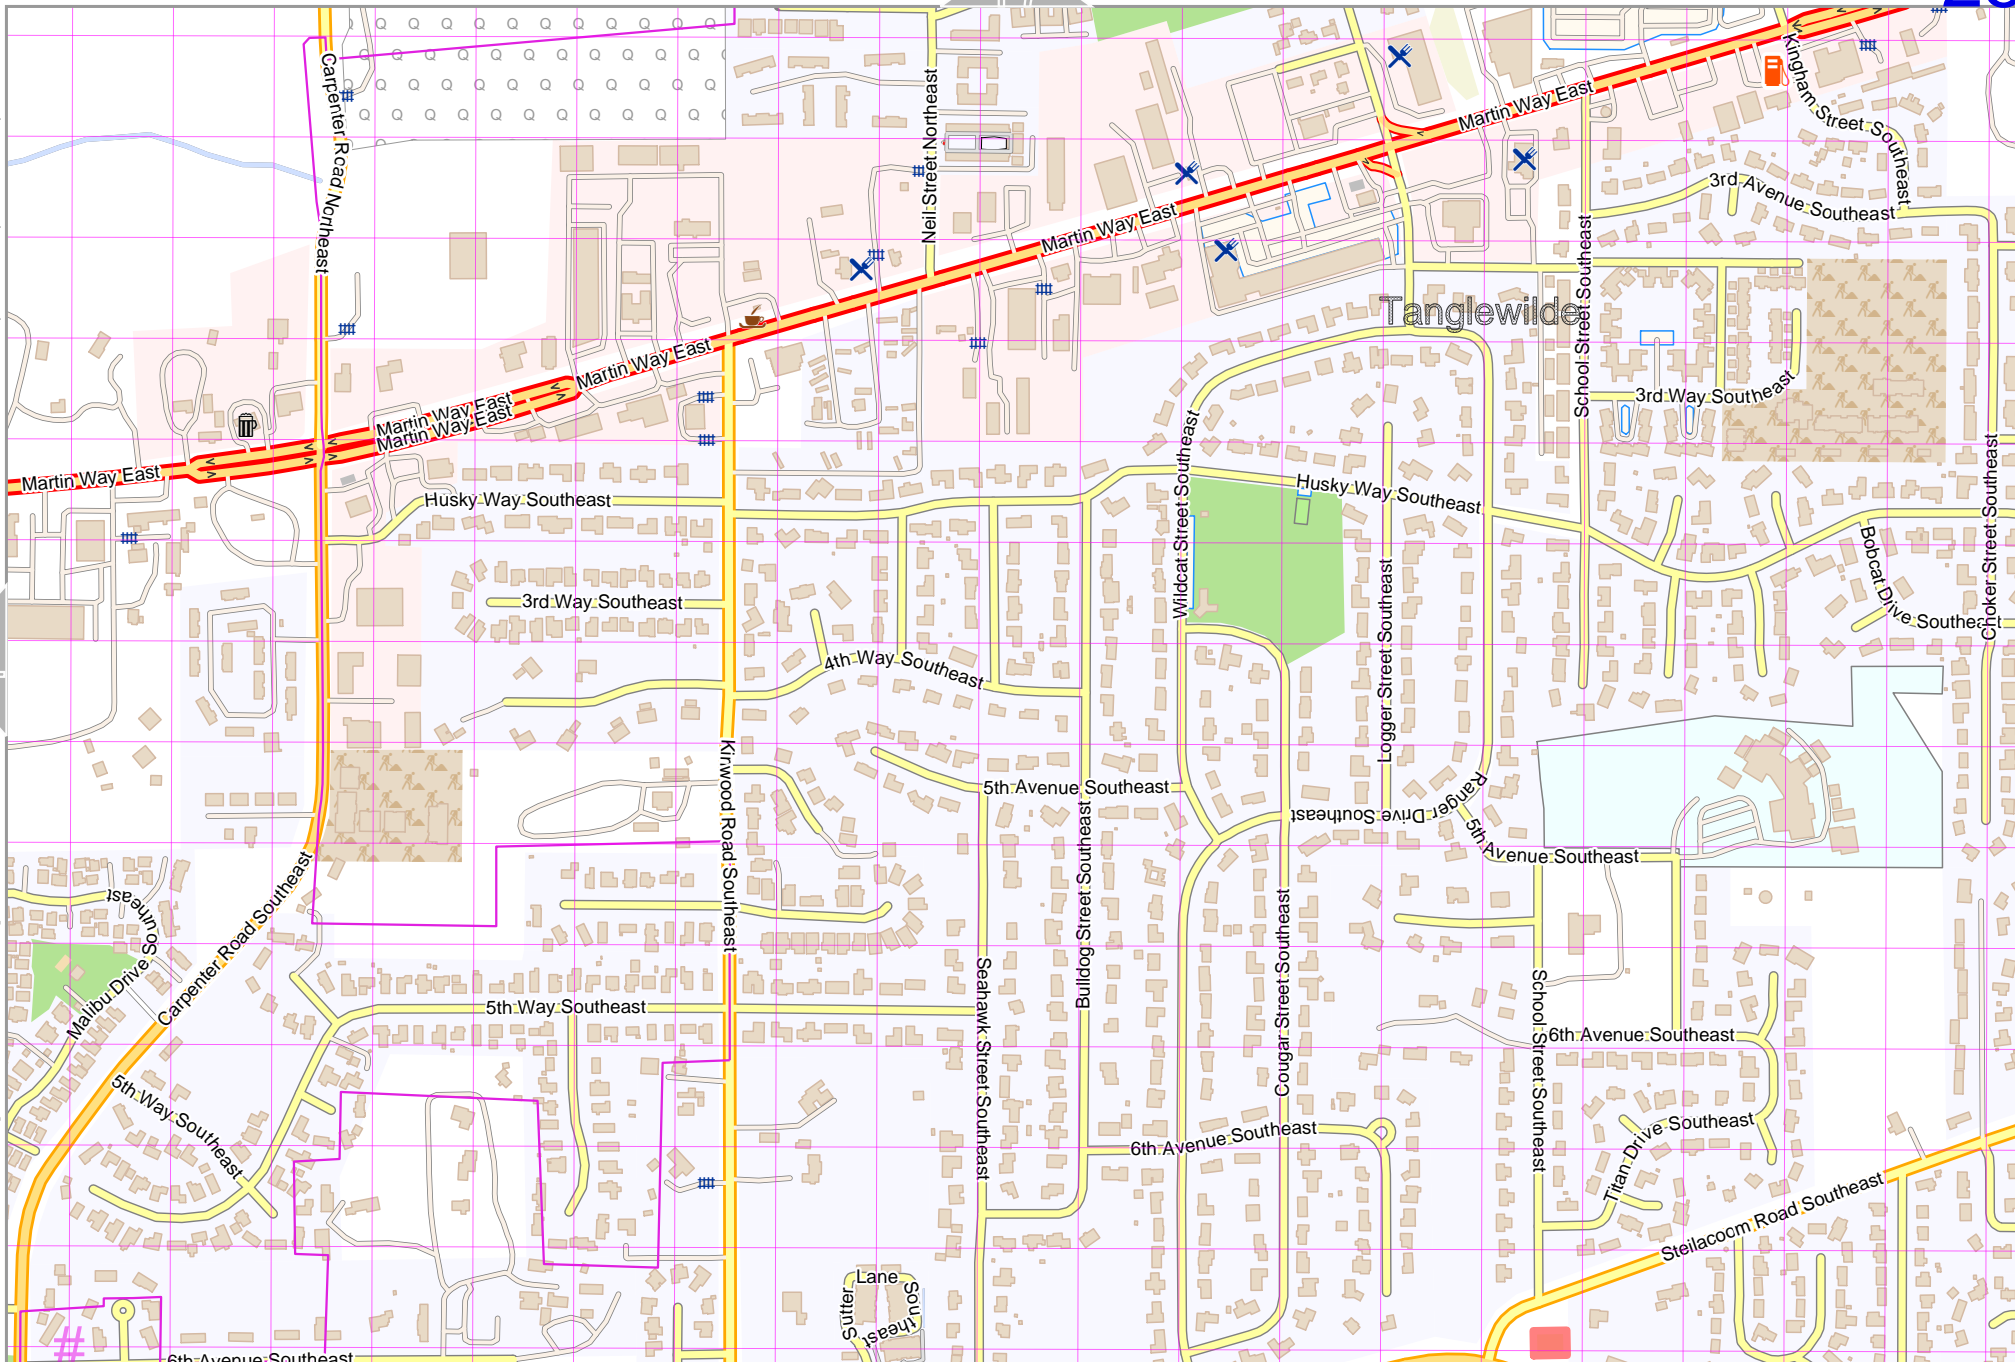 Carpenter Road Northeast
Neil Street Northeast
Martin Way East
Kingham Street Southeast
3rd Avenue Southeast
Martin Way East
Tanglewilde
School Street Southeast
3rd Way Southeast
Martin Way East
Martin Way East
Martin Way East
Martin Way East
Husky Way Southeast
Husky Way Southeast
Wildcat Street Southeast
Logger Street Southeast
Bobcat Drive Southeast
Choker Street Southeast
3rd Way Southeast
4th Way Southeast
Kirwood Road Southeast
5th Avenue Southeast
Ranger Drive Southeast
5th Avenue Southeast
Bulldog Street Southeast
Cougar Street Southeast
Seahawk Street Southeast
School Street Southeast
Malibu Drive Southeast
Carpenter Road Southeast
5th Way Southeast
6th Avenue Southeast
5th Way Southeast
6th Avenue Southeast
Titan Drive Southeast
Steilacoom Road Southeast
Sutter Lane Southeast
6th Avenue Southeast
#